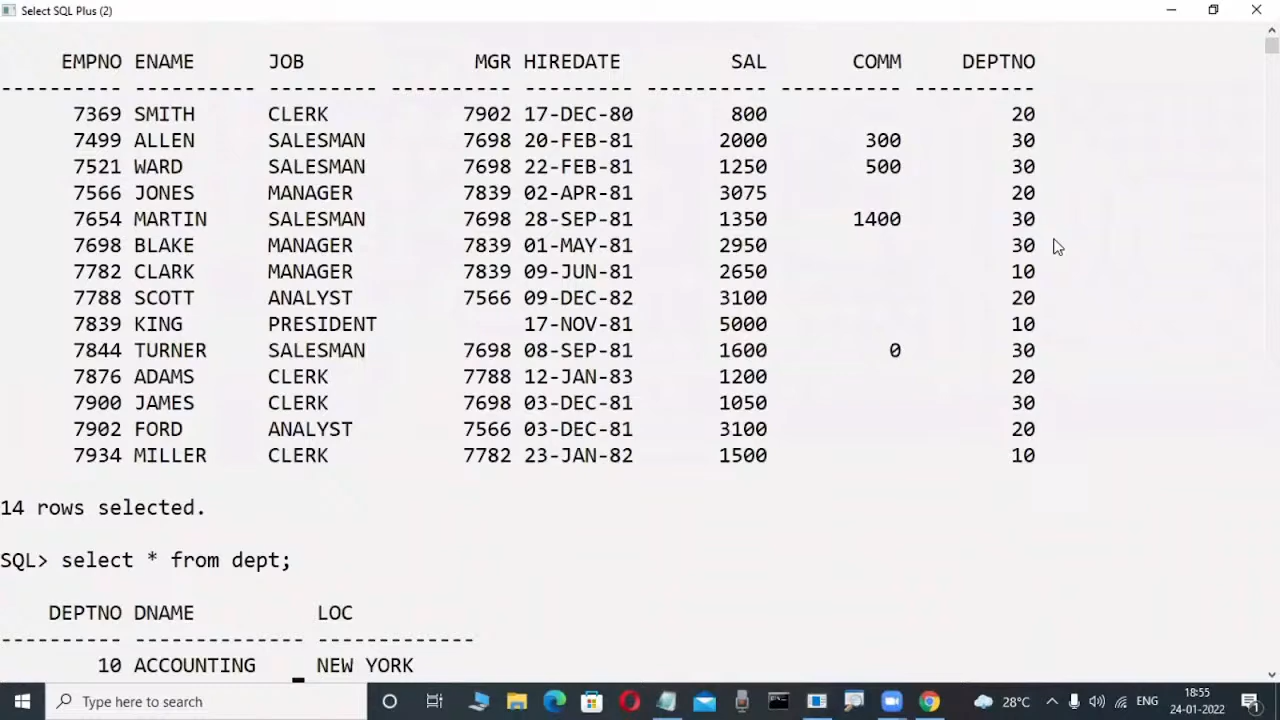 Select SQL Plus (2)
EMPNO ENAME JOB MGR HIREDATE SAL COMM DEPTNO
---------- ---------- --------- ---------- --------- ---------- ---------- ----------
7369 SMITH CLERK 7902 17-DEC-80 800 20
7499 ALLEN SALESMAN 7698 20-FEB-81 2000 300 30
7521 WARD SALESMAN 7698 22-FEB-81 1250 500 30
7566 JONES MANAGER 7839 02-APR-81 3075 20
7654 MARTIN SALESMAN 7698 28-SEP-81 1350 1400 30
7698 BLAKE MANAGER 7839 01-MAY-81 2950 30
7782 CLARK MANAGER 7839 09-JUN-81 2650 10
7788 SCOTT ANALYST 7566 09-DEC-82 3100 20
7839 KING PRESIDENT 17-NOV-81 5000 10
7844 TURNER SALESMAN 7698 08-SEP-81 1600 0 30
7876 ADAMS CLERK 7788 12-JAN-83 1200 20
7900 JAMES CLERK 7698 03-DEC-81 1050 30
7902 FORD ANALYST 7566 03-DEC-81 3100 20
7934 MILLER CLERK 7782 23-JAN-82 1500 10
14 rows selected.
SQL> select * from dept;
DEPTNO DNAME LOC
---------- -------------- -------------
10 ACCOUNTING NEW YORK
Type here to search
28°C
ENG
18:55
24-01-2022
1